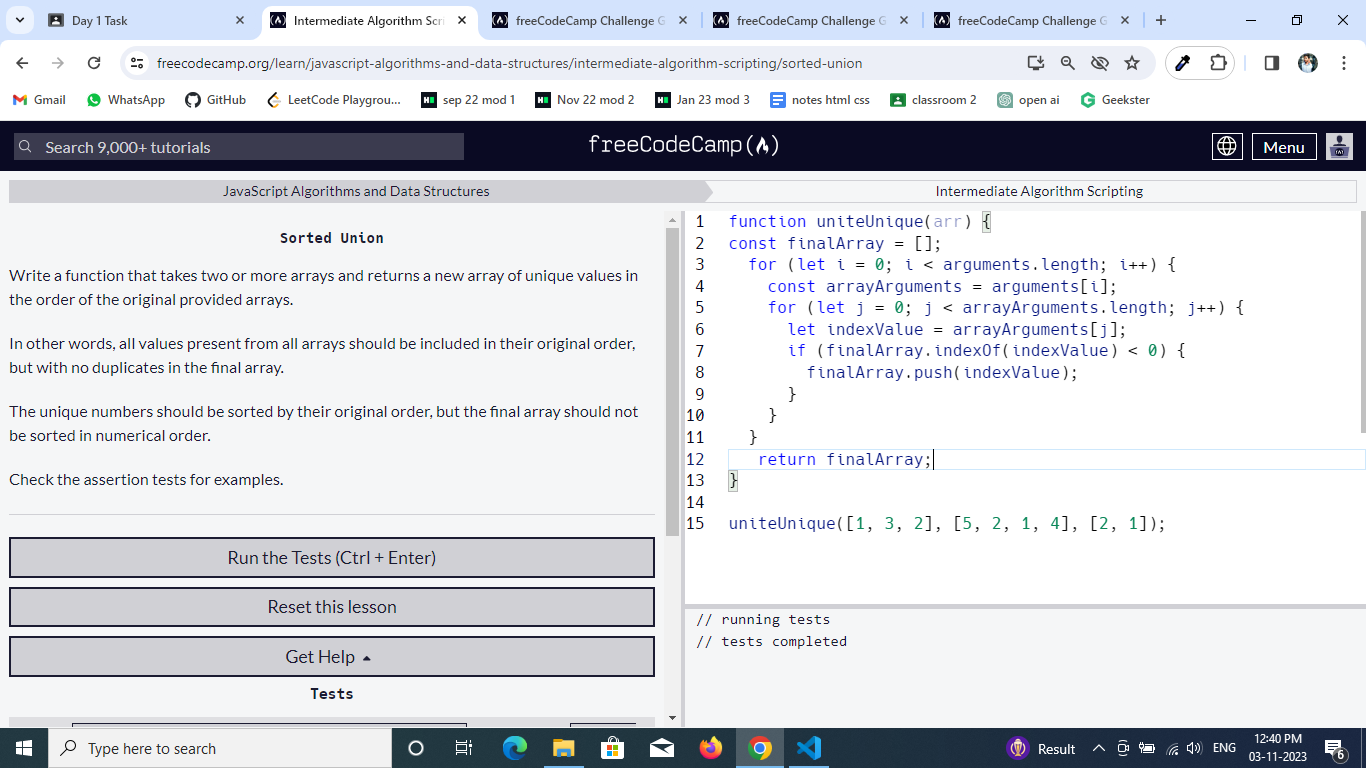 Day 1 Task
Intermediate Algorithm Scri
freeCodeCamp Challenge G
freeCodeCamp Challenge G
freeCodeCamp Challenge G
freecodecamp.org/learn/javascript-algorithms-and-data-structures/intermediate-algorithm-scripting/sorted-union
Gmail
WhatsApp
GitHub
LeetCode Playgrou...
sep 22 mod 1
Nov 22 mod 2
Jan 23 mod 3
notes html css
classroom 2
open ai
Geekster
Search 9,000+ tutorials
freeCodeCamp
Menu
JavaScript Algorithms and Data Structures
Intermediate Algorithm Scripting
Sorted Union
Write a function that takes two or more arrays and returns a new array of unique values in
the order of the original provided arrays.
In other words, all values present from all arrays should be included in their original order,
but with no duplicates in the final array.
The unique numbers should be sorted by their original order, but the final array should not
be sorted in numerical order.
Check the assertion tests for examples.
Run the Tests (Ctrl + Enter)
Reset this lesson
Get Help
Tests
1 function uniteUnique(arr) {
2 const finalArray = [];
3 for (let i = 0; i < arguments.length; i++) {
4 const arrayArguments = arguments[i];
5 for (let j = 0; j < arrayArguments.length; j++) {
6 let indexValue = arrayArguments[j];
7 if (finalArray.indexOf(indexValue) < 0) {
8 finalArray.push(indexValue);
9 }
10 }
11 }
12 return finalArray;
13 }
14
15 uniteUnique([1, 3, 2], [5, 2, 1, 4], [2, 1]);
// running tests
// tests completed
Type here to search
Result
ENG
12:40 PM
03-11-2023
6